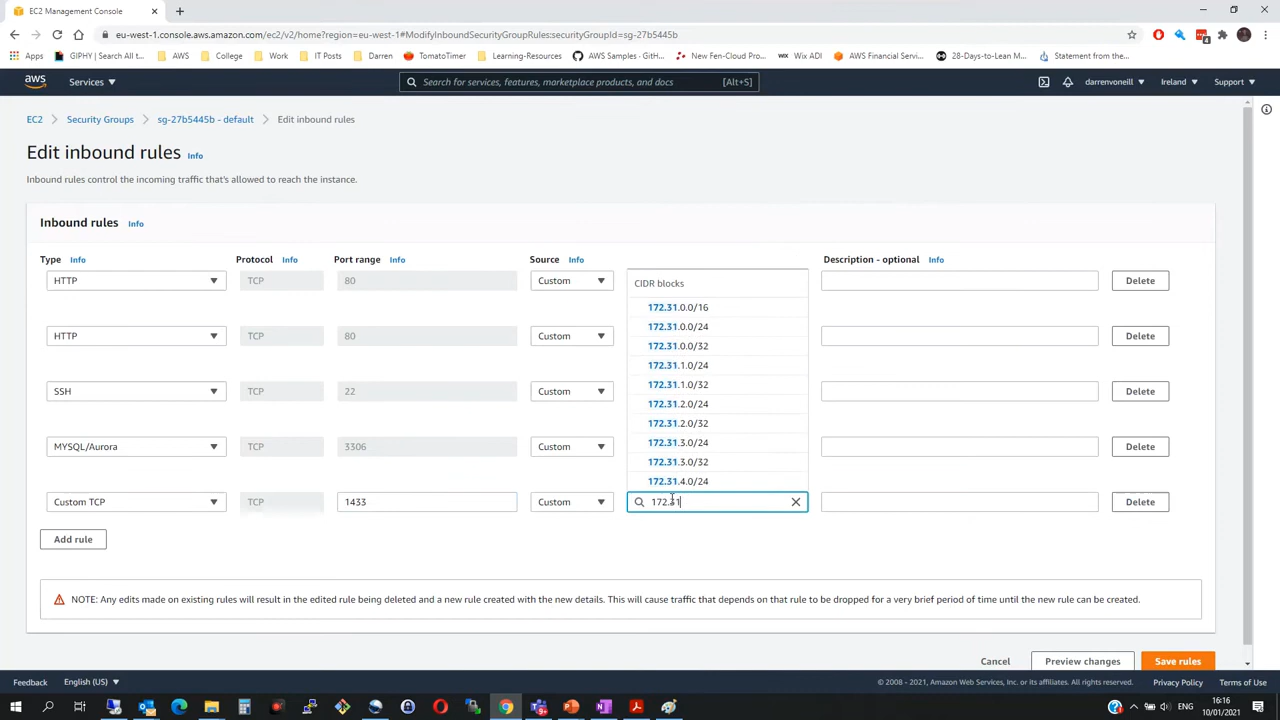 EC2 Management Console
eu-west-1.console.aws.amazon.com/ec2/v2/home?region=eu-west-1#ModifyInboundSecurityGroupRules:securityGroupId=sg-27b5445b
Apps GIPHY | Search All t... AWS College Work IT Posts TomatoTimer Learning-Resources AWS Samples · GitH... New Fen-Cloud Pro... Wix ADI AWS Financial Servi... 28-Days-to-Lean M... Statement from the...
aws Services Search for services, features, marketplace products, and docs [Alt+S] darrenvoneill Ireland Support
EC2 Security Groups sg-27b5445b - default Edit inbound rules
Edit inbound rules Info
Inbound rules control the incoming traffic that's allowed to reach the instance.
Inbound rules Info
Type Info Protocol Info Port range Info Source Info Description - optional Info
HTTP TCP 80 Custom Delete
CIDR blocks
172.31.0.0/16
172.31.0.0/24
HTTP TCP 80 Custom Delete
172.31.0.0/32
172.31.1.0/24
172.31.1.0/32
SSH TCP 22 Custom Delete
172.31.2.0/24
172.31.2.0/32
172.31.3.0/24
MYSQL/Aurora TCP 3306 Custom Delete
172.31.3.0/32
172.31.4.0/24
Custom TCP TCP 1433 Custom 172.31 Delete
Add rule
NOTE: Any edits made on existing rules will result in the edited rule being deleted and a new rule created with the new details. This will cause traffic that depends on that rule to be dropped for a very brief period of time until the new rule can be created.
Cancel Preview changes Save rules
Feedback English (US) © 2008 - 2021, Amazon Web Services, Inc. or its affiliates. All rights reserved. Privacy Policy Terms of Use
16:16
10/01/2021